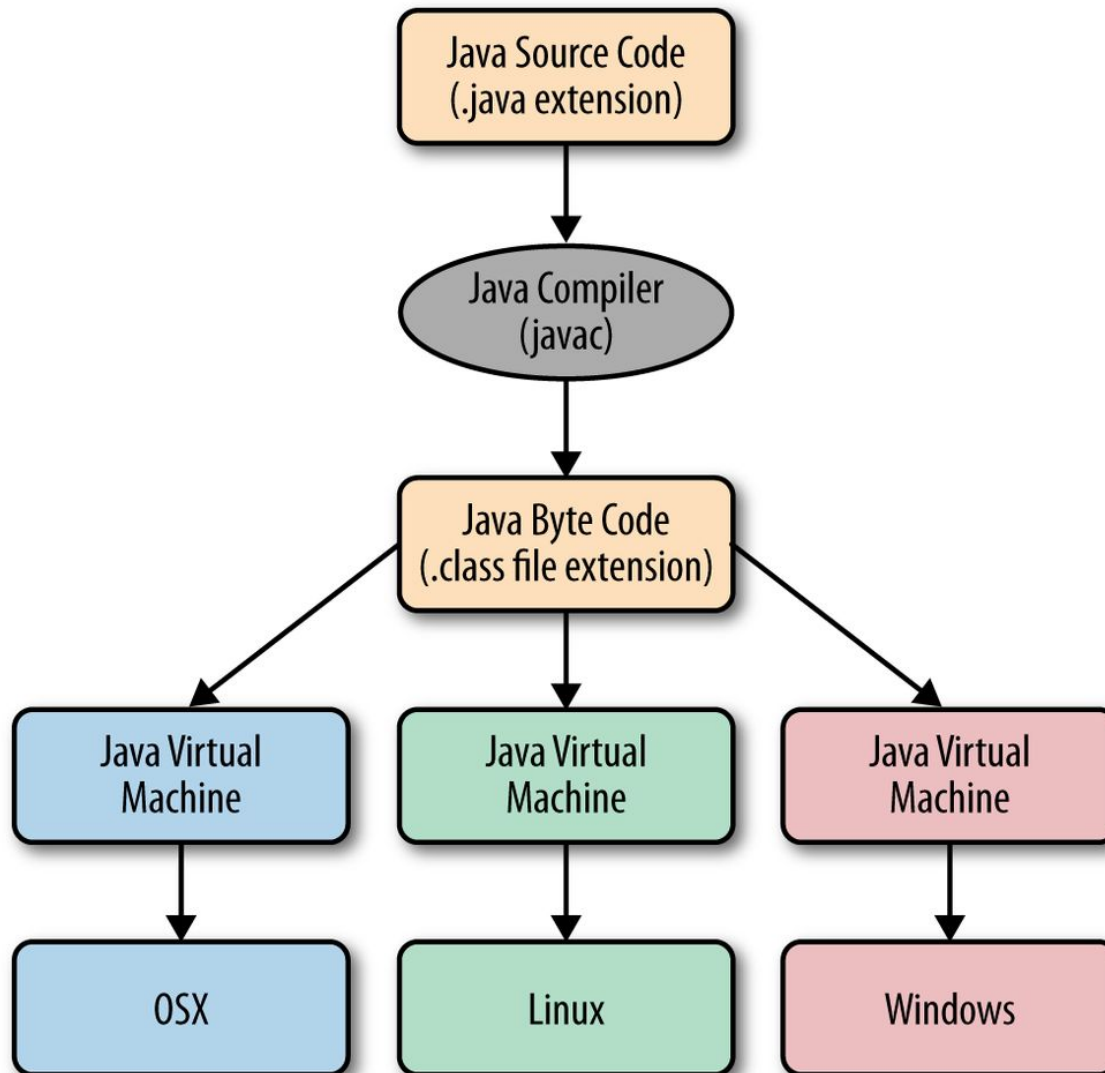 Java Source Code
(.java extension)
Java Compiler
(javac)
Java Byte Code
(.class file extension)
Java Virtual
Machine
Java Virtual
Machine
Java Virtual
Machine
OSX
Linux
Windows